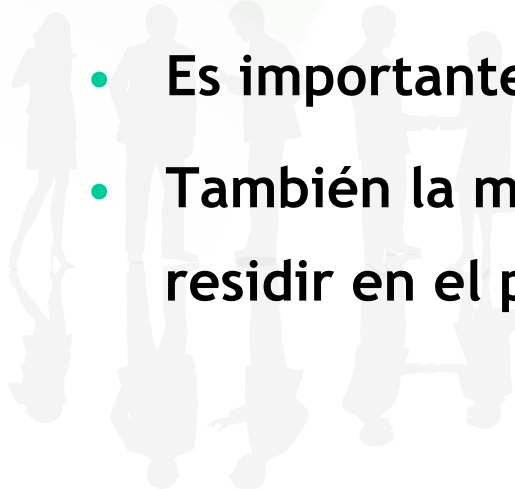 • Es importante
• También la m
residir en el p